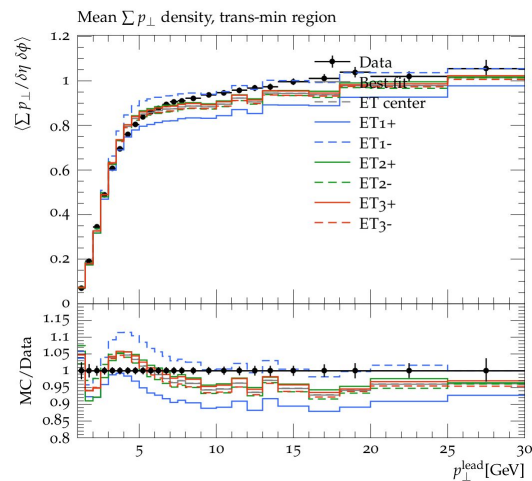 Mean ∑ p⊥ density, trans-min region
⟨∑ p⊥/δη δϕ⟩
1.2
1
0.8
0.6
0.4
0.2
0
Data
Best fit
ET center
ET1+
ET1-
ET2+
ET2-
ET3+
ET3-
MC/Data
1.15
1.1
1.05
1
0.95
0.9
0.85
0.8
5 10 15 20 25 30
p⊥^lead [GeV]